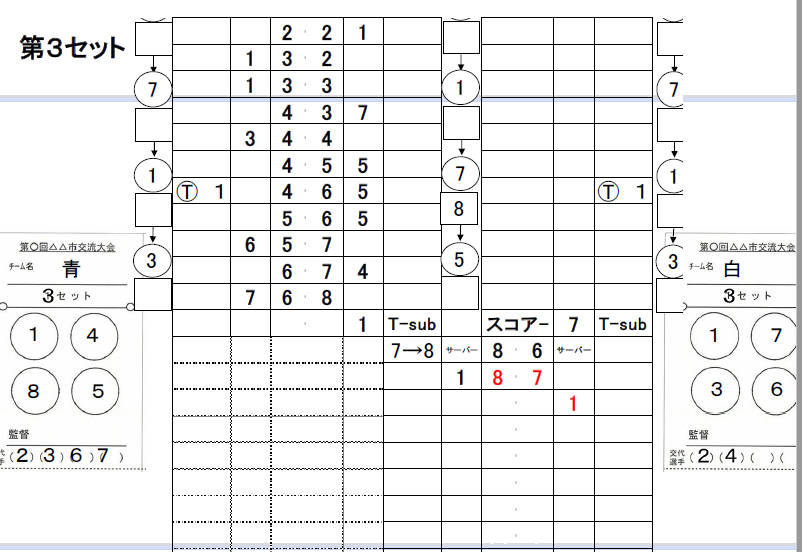 第３セット
2 ・ 2 1
1 3 ・ 2
7 1 3 ・ 3 1 7
4 ・ 3 7
3 4 ・ 4
1 4 ・ 5 5 7 1
Ⓣ 1 4 ・ 6 5 8 Ⓣ 1
5 ・ 6 5
3 6 5 ・ 7 5 3
6 ・ 7 4
7 6 ・ 8
・ 1 T-sub スコアー 7 T-sub
7→8 サーバー 8 ・ 6 サーバー
1 8 ・ 7
1
第〇回△△市交流大会
チーム名 青
3セット
1 4
8 5
監督
代 手 (2)(3)6)7)
第〇回△△市交流大会
チーム名 白
3セット
1 7
3 6
監督
交代選手 (2)(4)( )(